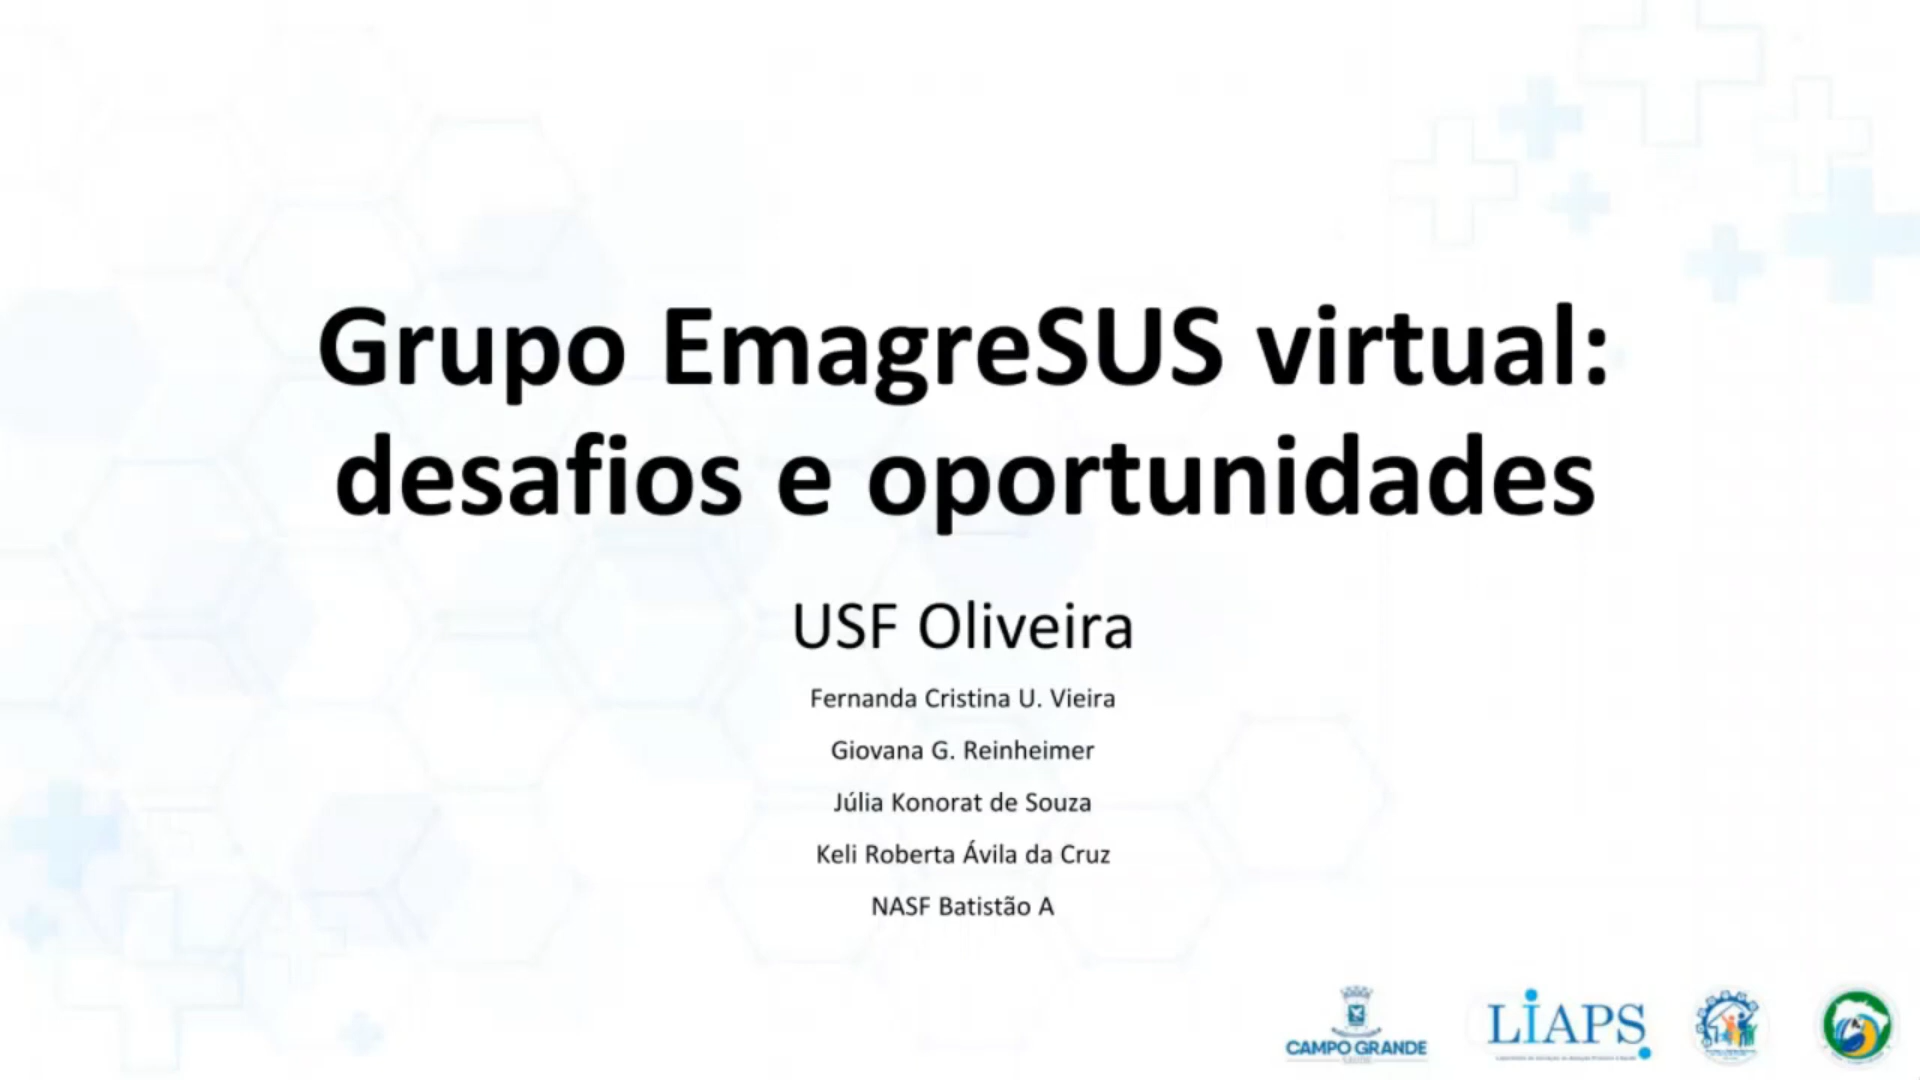 Grupo EmagreSUS virtual:
desafios e oportunidades
USF Oliveira
Fernanda Cristina U. Vieira
Giovana G. Reinheimer
Júlia Konorat de Souza
Keli Roberta Ávila da Cruz
NASF Batistão A
CAMPO GRANDE
LIAPS